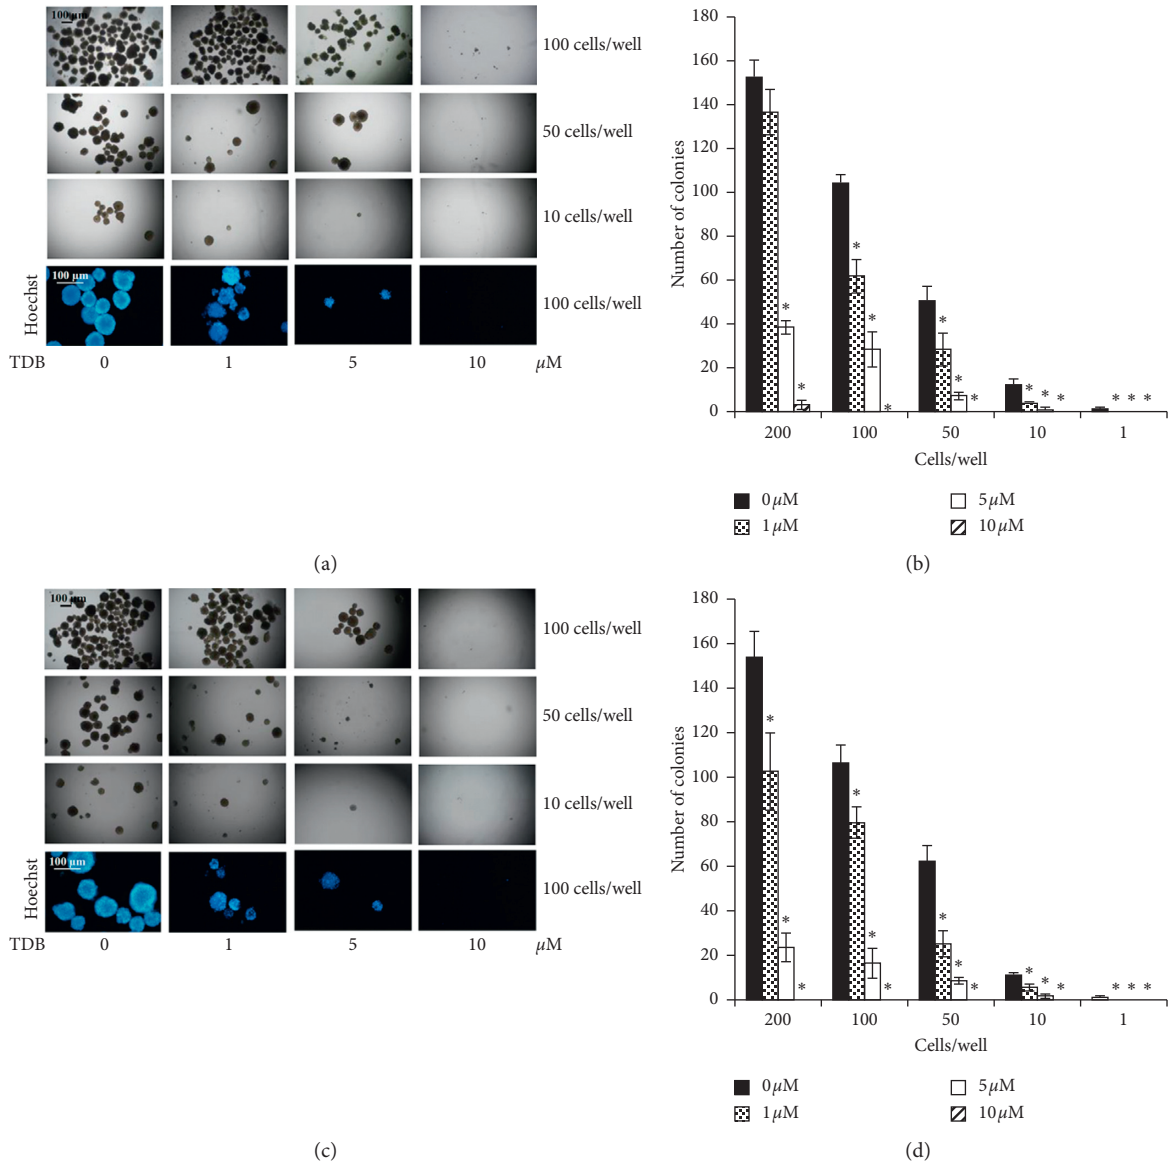 100 μm
100 cells/well
50 cells/well
10 cells/well
Hoechst
100 μm
100 cells/well
TDB 0 1 5 10 μM
(a)
Number of colonies
180
160
140
120
100
80
60
40
20
0
* * * * * * * * * * * * * *
200 100 50 10 1
Cells/well
0 μM 5 μM
1 μM 10 μM
(b)
100 μm
100 cells/well
50 cells/well
10 cells/well
Hoechst
100 μm
100 cells/well
TDB 0 1 5 10 μM
(c)
Number of colonies
180
160
140
120
100
80
60
40
20
0
* * * * * * * * * * * * * * *
200 100 50 10 1
Cells/well
0 μM 5 μM
1 μM 10 μM
(d)